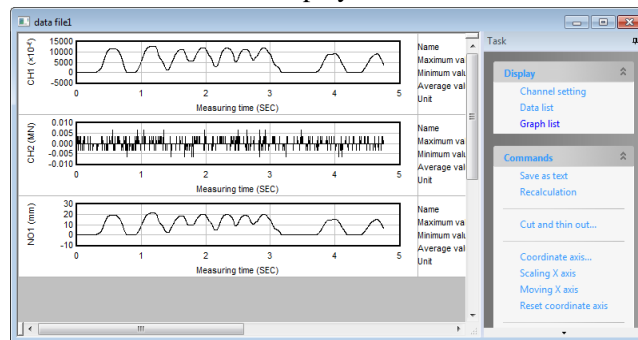 data file1
CH1 (×10-6)
15000
10000
5000
0
-5000
0 1 2 3 4 5
Measuring time (SEC)
Name
Maximum va
Minimum valu
Average val
Unit
CH2 (MN)
0.010
0.005
0.000
-0.005
-0.010
0 1 2 3 4 5
Measuring time (SEC)
Name
Maximum va
Minimum valu
Average val
Unit
ND1 (mm)
30
20
10
0
-10
0 1 2 3 4 5
Measuring time (SEC)
Name
Maximum va
Minimum valu
Average val
Unit
Task
Display
Channel setting
Data list
Graph list
Commands
Save as text
Recalculation
Cut and thin out...
Coordinate axis...
Scaling X axis
Moving X axis
Reset coordinate axis